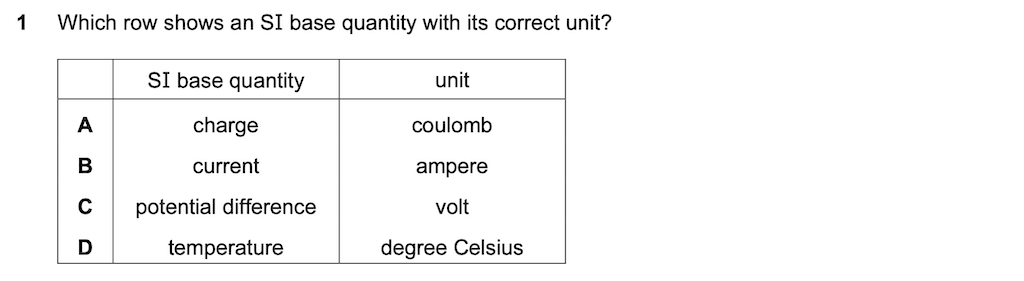 1 Which row shows an SI base quantity with its correct unit?
SI base quantity unit
A charge coulomb
B current ampere
C potential difference volt
D temperature degree Celsius